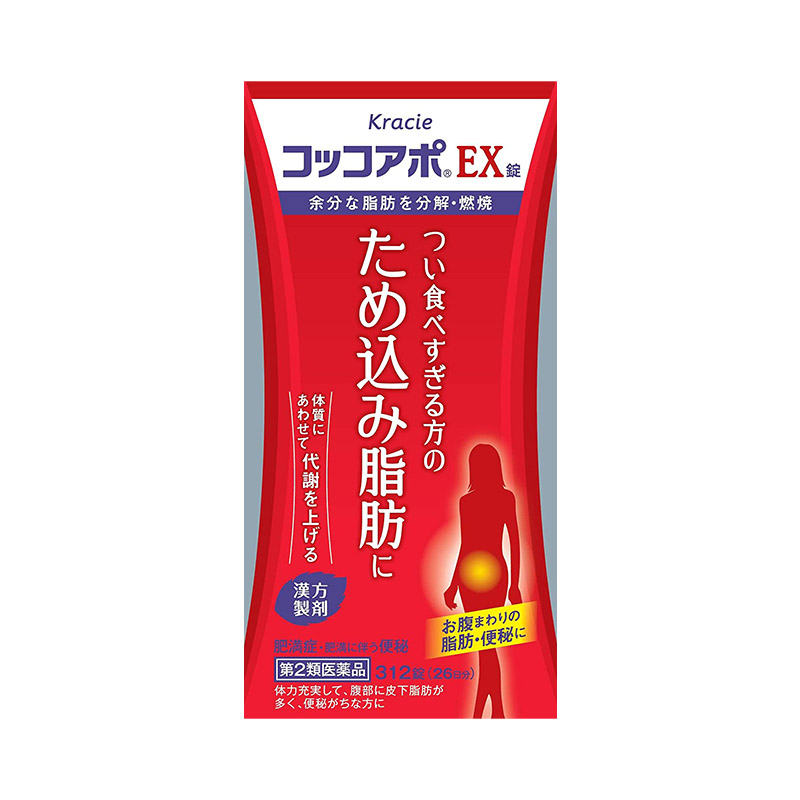 Kracie
コッコアポ® EX錠
余分な脂肪を分解・燃焼
つい食べすぎる方の
ため込み脂肪に
体質に
あわせて代謝を上げる
漢方
製剤
お腹まわりの
脂肪・便秘に
肥満症・肥満に伴う便秘
第2類医薬品 312錠(26日分)
体力充実して、腹部に皮下脂肪が
多く、便秘がちな方に